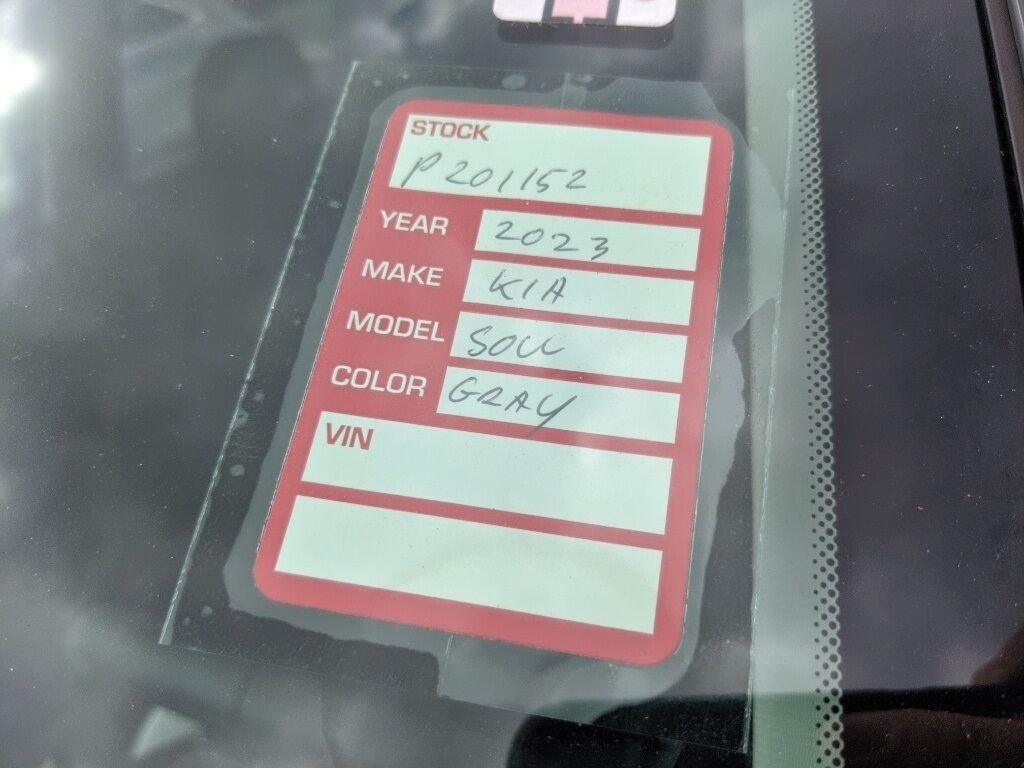 STOCK
P201152
YEAR 2023
MAKE KIA
MODEL SOUL
COLOR GRAY
VIN